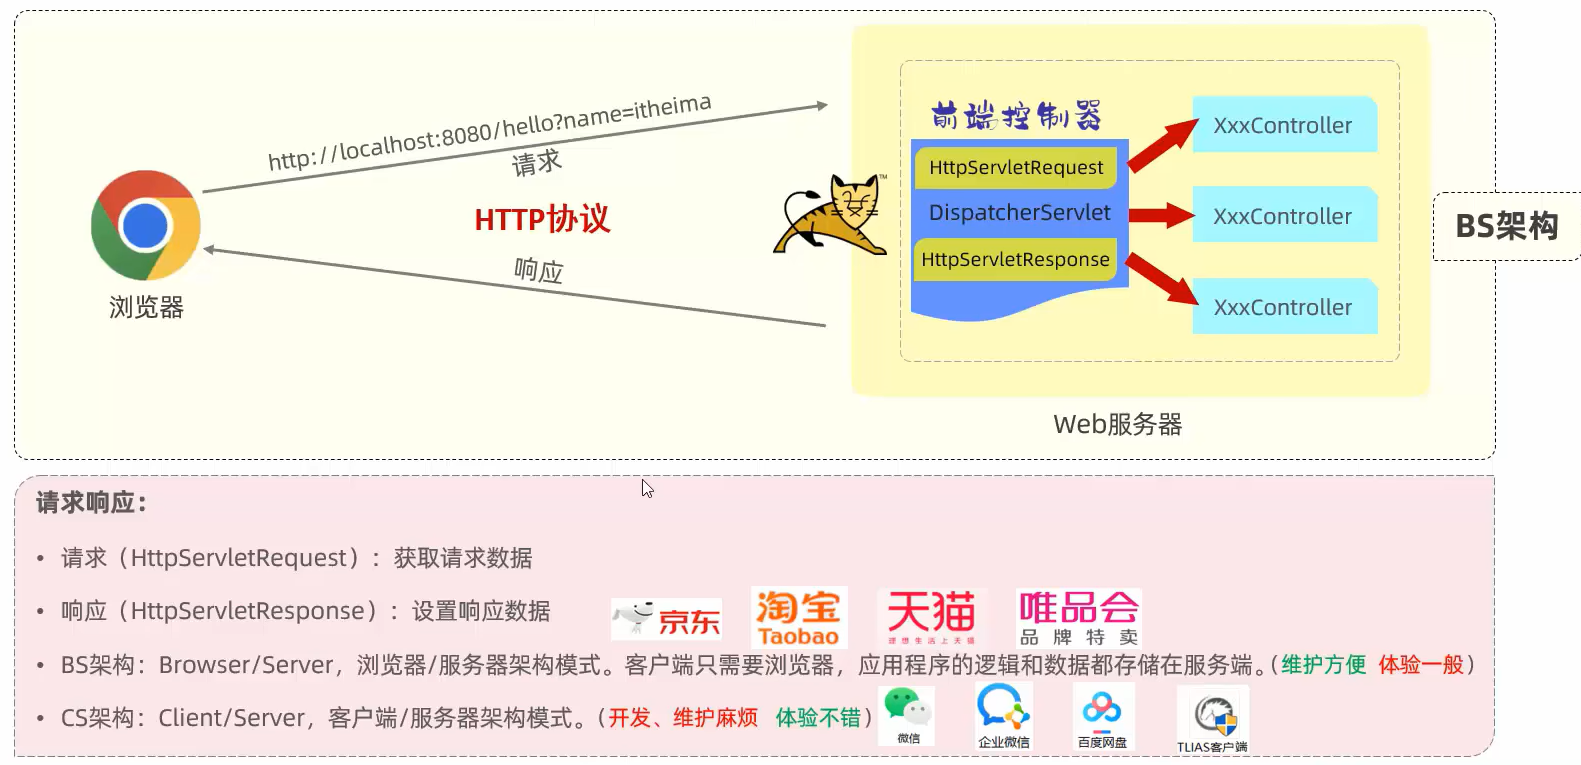 http://localhost:8080/hello?name=itheima
请求
HTTP协议
响应
浏览器
前端控制器
HttpServletRequest
DispatcherServlet
HttpServletResponse
XxxController
XxxController
XxxController
TM
Web服务器
BS架构
请求响应：
• 请求（HttpServletRequest）：获取请求数据
• 响应（HttpServletResponse）：设置响应数据
京东
淘宝
Taobao
天猫
理想生活上天猫
唯品会
品牌特卖
• BS架构：Browser/Server，浏览器/服务器架构模式。客户端只需要浏览器，应用程序的逻辑和数据都存储在服务端。（维护方便 体验一般）
• CS架构：Client/Server，客户端/服务器架构模式。（开发、维护麻烦 体验不错）
微信
企业微信
百度网盘
TLIAS客户端